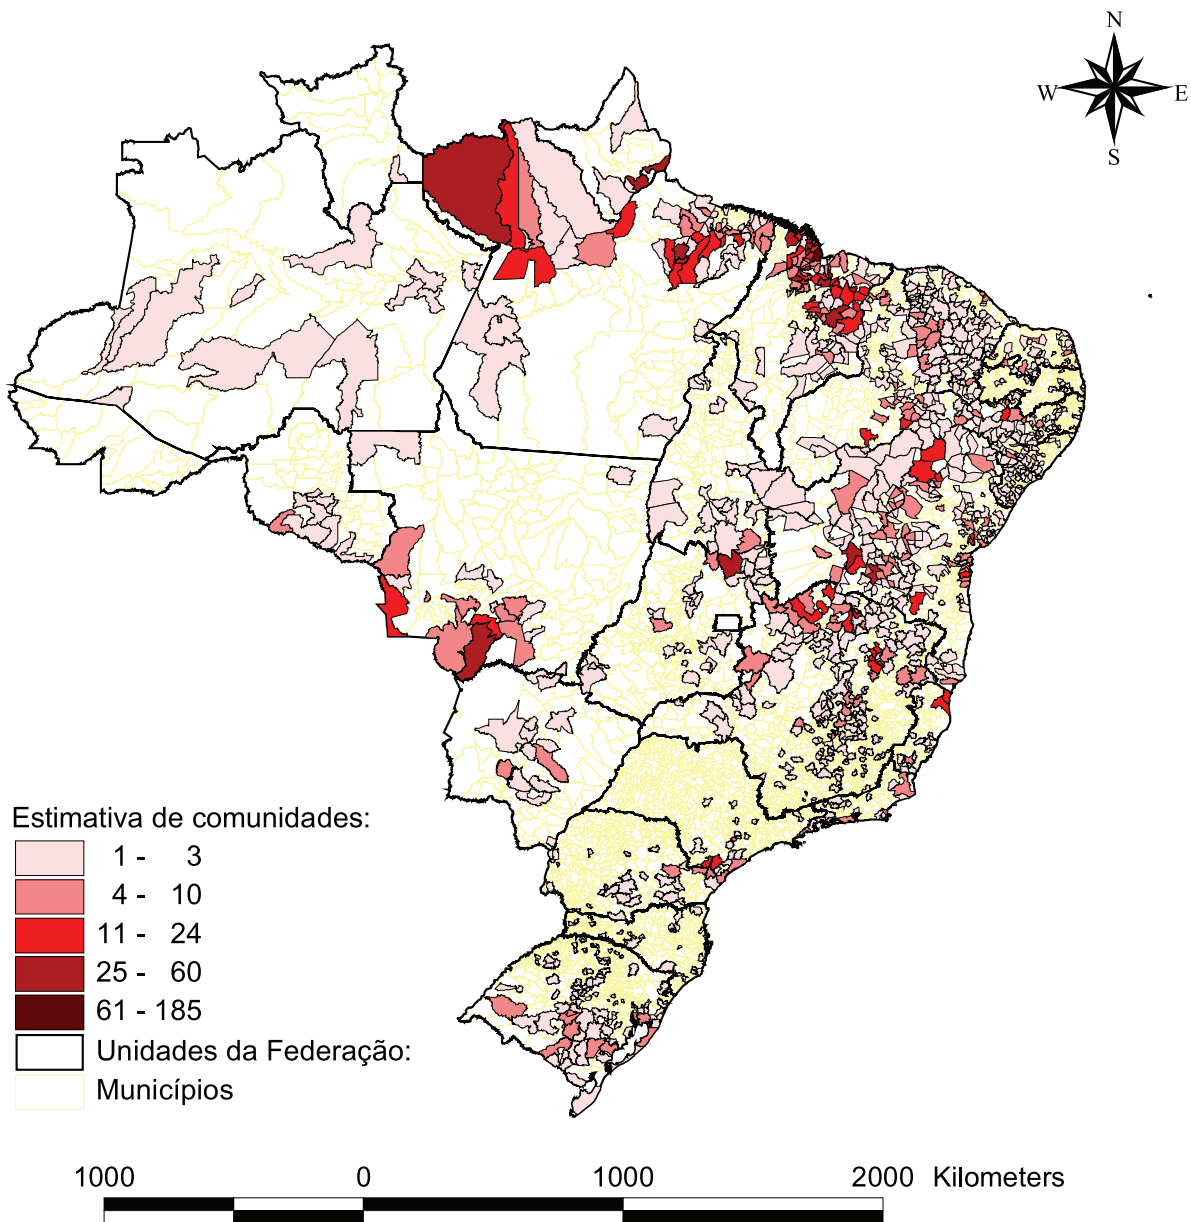 N
W E
S
Estimativa de comunidades:
1 - 3
4 - 10
11 - 24
25 - 60
61 - 185
Unidades da Federação:
Municípios
1000 0 1000 2000 Kilometers